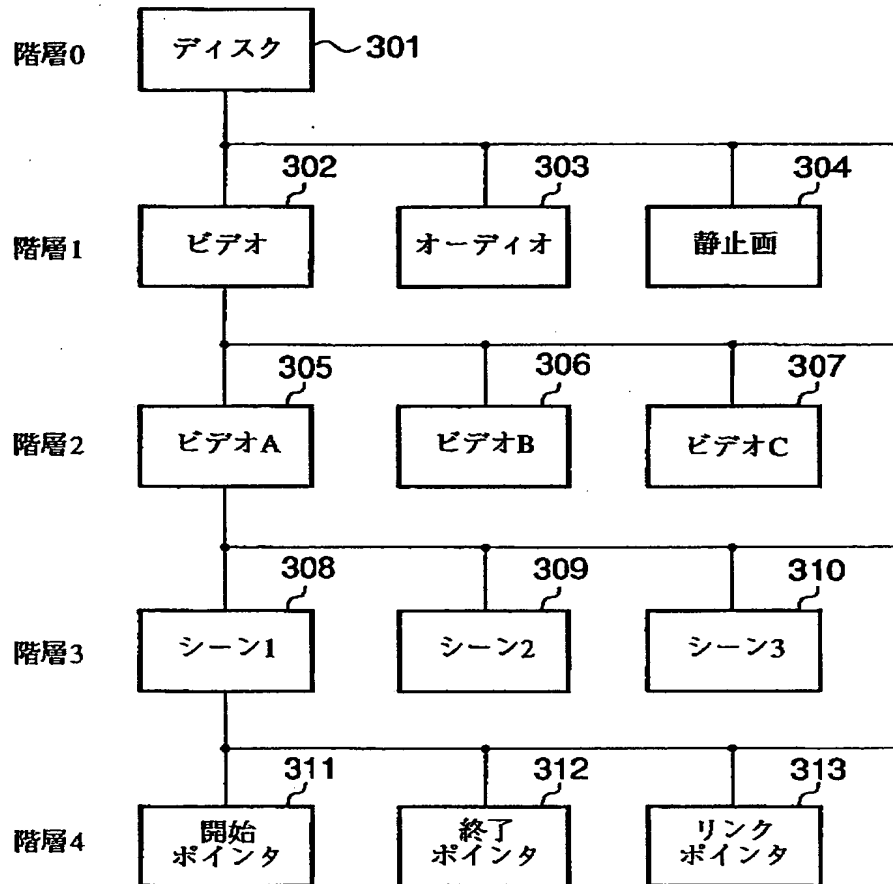 階層0 ディスク 301
302 303 304
階層1 ビデオ オーディオ 静止画
305 306 307
階層2 ビデオA ビデオB ビデオC
308 309 310
階層3 シーン1 シーン2 シーン3
311 312 313
開始 終了 リンク
階層4 ポインタ ポインタ ポインタ